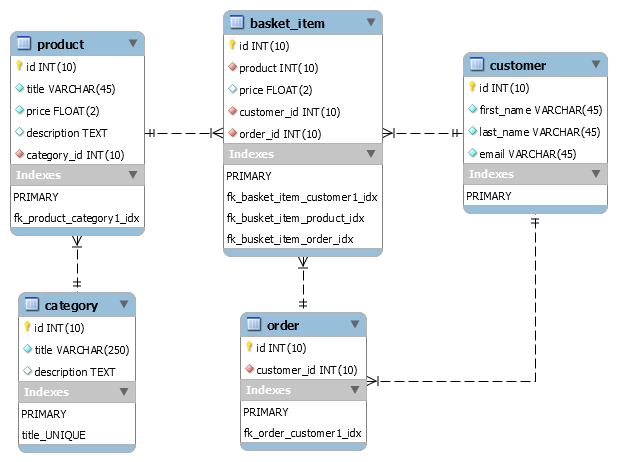 product
id INT(10)
title VARCHAR(45)
price FLOAT(2)
description TEXT
category_id INT(10)
Indexes
PRIMARY
fk_product_category1_idx
basket_item
id INT(10)
product INT(10)
price FLOAT(2)
customer_id INT(10)
order_id INT(10)
Indexes
PRIMARY
fk_basket_item_customer1_idx
fk_busket_item_product_idx
fk_busket_item_order_idx
customer
id INT(10)
first_name VARCHAR(45)
last_name VARCHAR(45)
email VARCHAR(45)
Indexes
PRIMARY
category
id INT(10)
title VARCHAR(250)
description TEXT
Indexes
PRIMARY
title_UNIQUE
order
id INT(10)
customer_id INT(10)
Indexes
PRIMARY
fk_order_customer1_idx